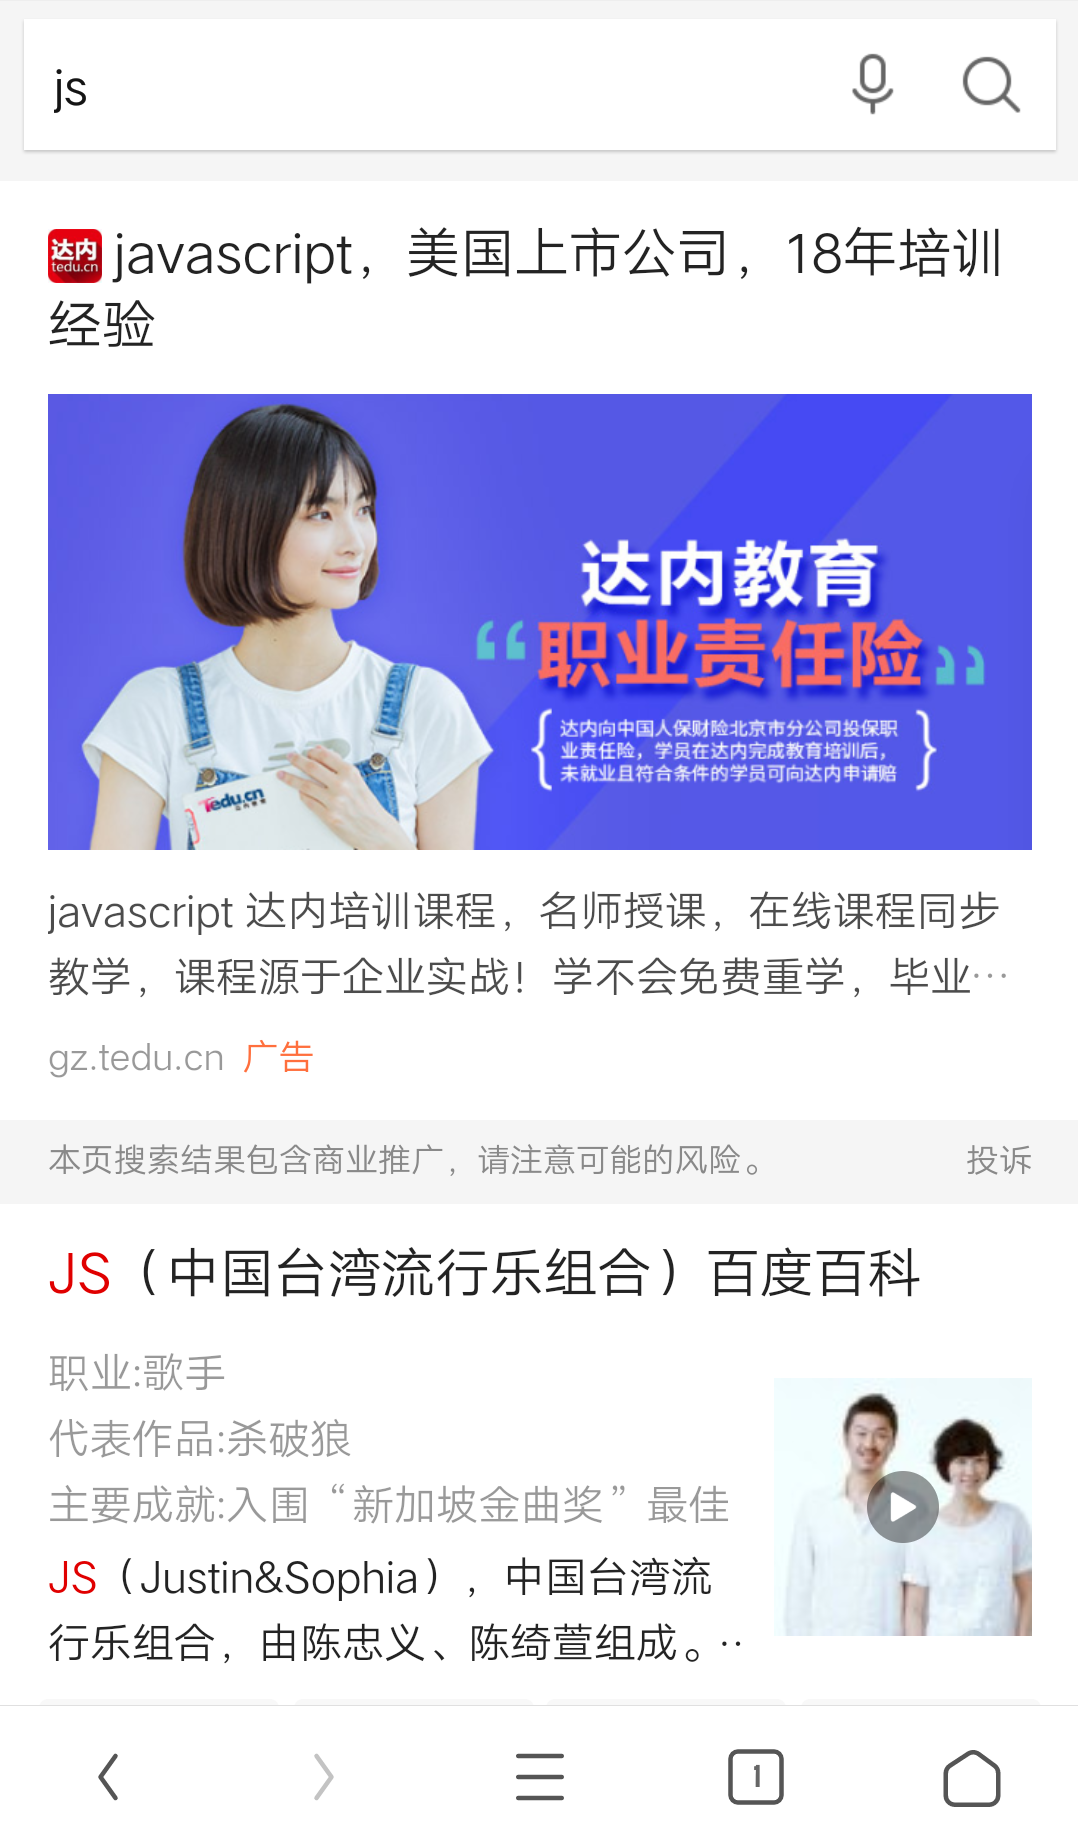 js
达内
tedu.cn
javascript，美国上市公司，18年培训
经验
达内教育
“职业责任险”
达内向中国人保财险北京市分公司投保职
业责任险，学员在达内完成教育培训后，
未就业且符合条件的学员可向达内申请赔
Tedu.cn
达内教育
javascript 达内培训课程，名师授课，在线课程同步
教学，课程源于企业实战！学不会免费重学，毕业…
gz.tedu.cn 广告
本页搜索结果包含商业推广，请注意可能的风险。 投诉
JS（中国台湾流行乐组合）百度百科
职业:歌手
代表作品:杀破狼
主要成就:入围“新加坡金曲奖”最佳
JS（Justin&Sophia），中国台湾流
行乐组合，由陈忠义、陈绮萱组成。··
1